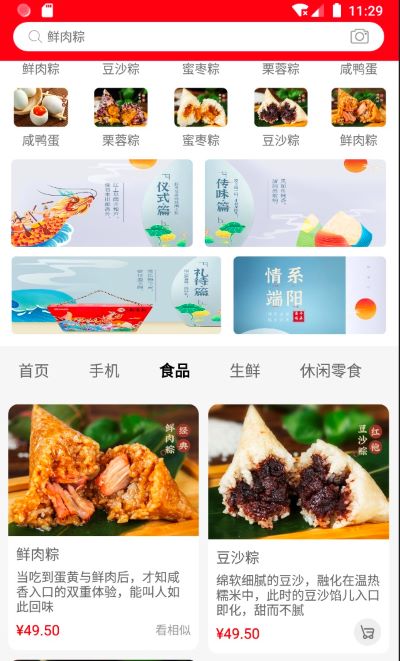 11:29
鲜肉粽
鲜肉粽 豆沙粽 蜜枣粽 栗蓉粽 咸鸭蛋
咸鸭蛋 栗蓉粽 蜜枣粽 豆沙粽 鲜肉粽
仪式篇
传味篇
礼待篇
情系
端阳
首页 手机 食品 生鲜 休闲零食
经典
鲜肉粽
红袍
豆沙粽
鲜肉粽
当吃到蛋黄与鲜肉后，才知咸
香入口的双重体验，能叫人如
此回味
¥49.50 看相似
豆沙粽
绵软细腻的豆沙，融化在温热
糯米中，此时的豆沙馅儿入口
即化，甜而不腻
¥49.50